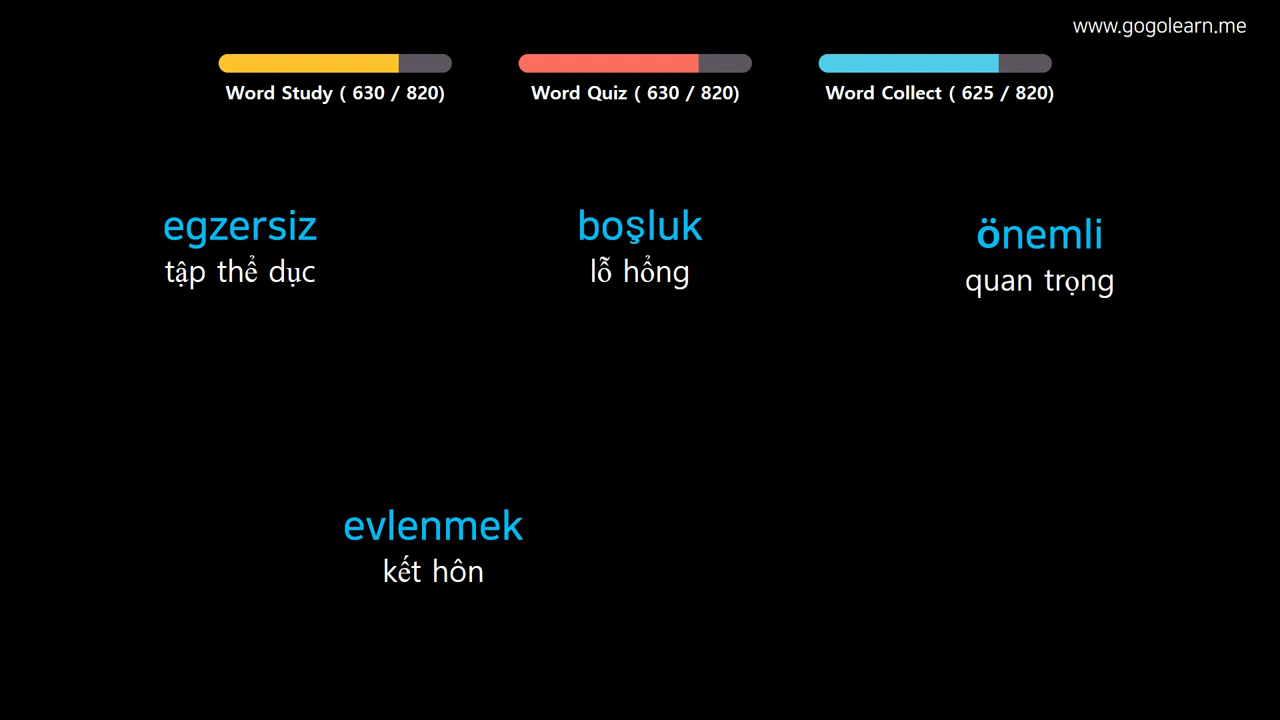 www.gogolearn.me
Word Study ( 630 / 820)
Word Quiz ( 630 / 820)
Word Collect ( 625 / 820)
egzersiz
tập thể dục
boşluk
lỗ hổng
önemli
quan trọng
evlenmek
kết hôn